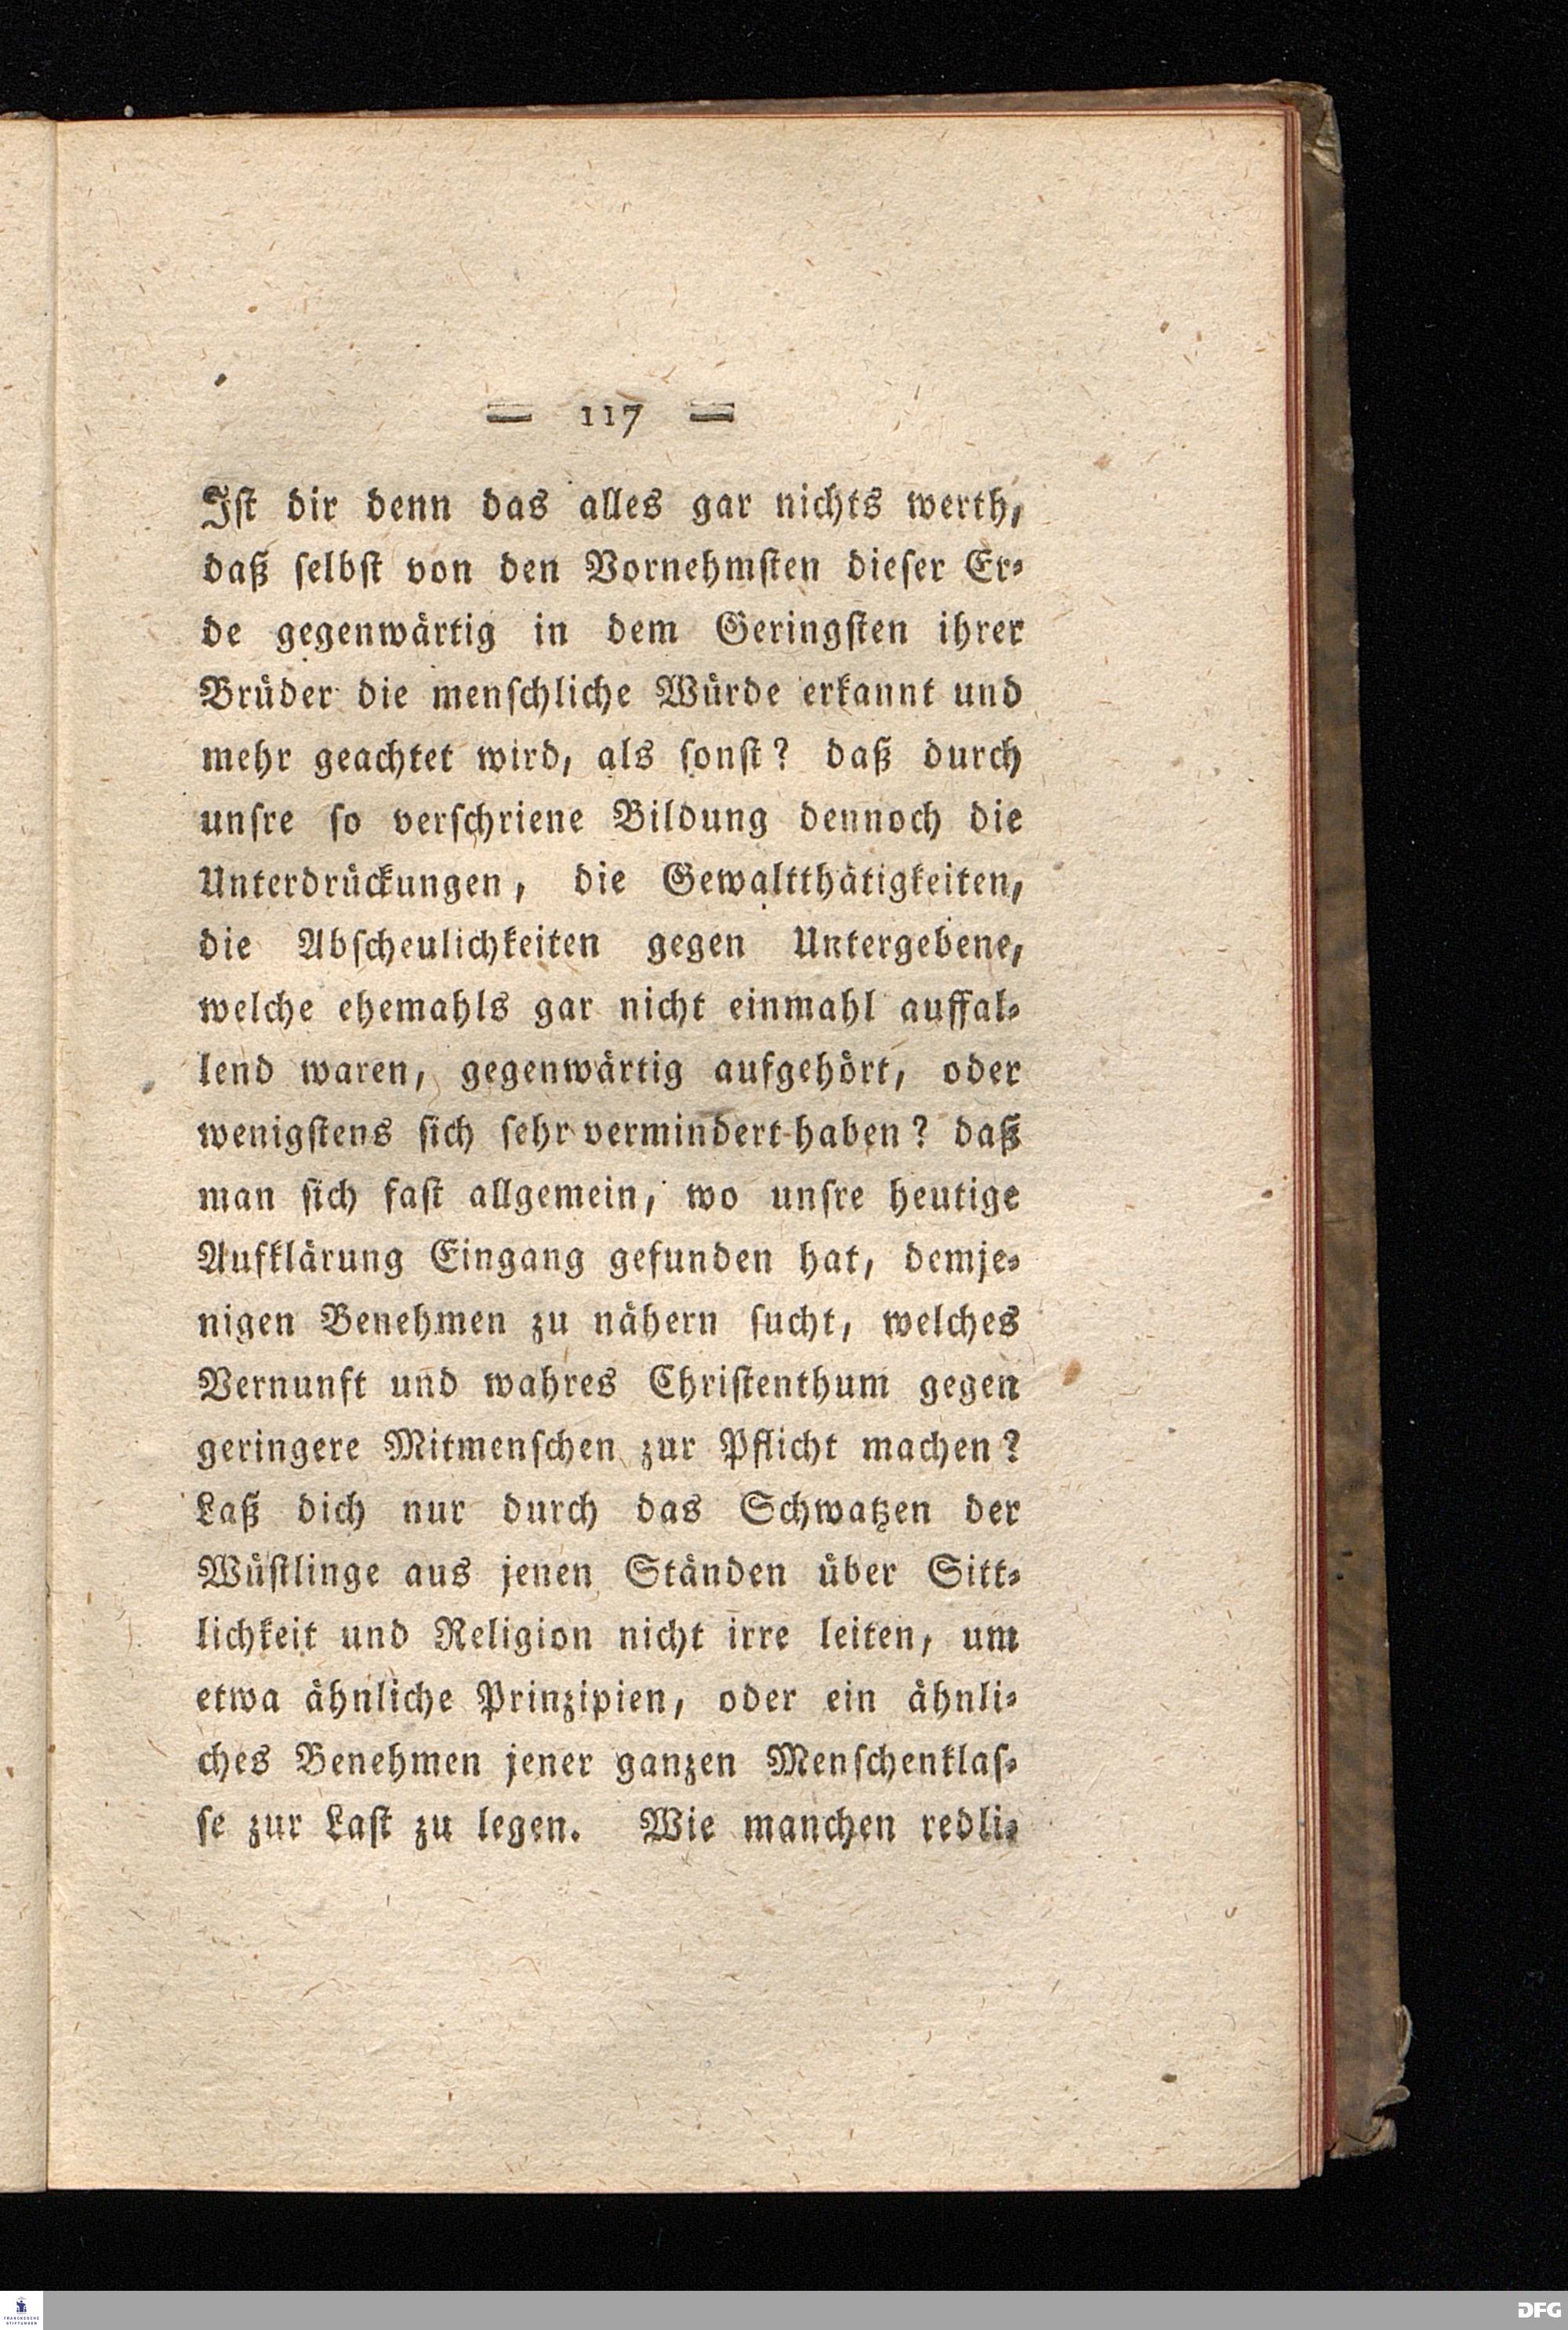 = 117 =
Iſt dir denn das alles gar nichts werth,
daß ſelbſt von den Vornehmſten dieſer Er⸗
de gegenwärtig in dem Geringſten ihrer
Brüder die menſchliche Würde erkannt und
mehr geachtet wird, als ſonſt? daß durch
unſre ſo verſchriene Bildung dennoch die
Unterdrückungen, die Gewaltthätigkeiten,
die Abſcheulichkeiten gegen Untergebene,
welche ehemahls gar nicht einmahl auffal⸗
lend waren, gegenwärtig aufgehört, oder
wenigſtens ſich ſehr vermindert haben? daß
man ſich faſt allgemein, wo unſre heutige
Aufklärung Eingang gefunden hat, demje⸗
nigen Benehmen zu nähern ſucht, welches
Vernunft und wahres Chriſtenthum gegen
geringere Mitmenſchen zur Pflicht machen?
Laß dich nur durch das Schwatzen der
Wüſtlinge aus jenen Ständen über Sitt⸗
lichkeit und Religion nicht irre leiten, um
etwa ähnliche Prinzipien, oder ein ähnli⸗
ches Benehmen jener ganzen Menſchenklaſ⸗
ſe zur Laſt zu legen. Wie manchen redli⸗
FRANCKESCHE
STIFTUNGEN
DFG